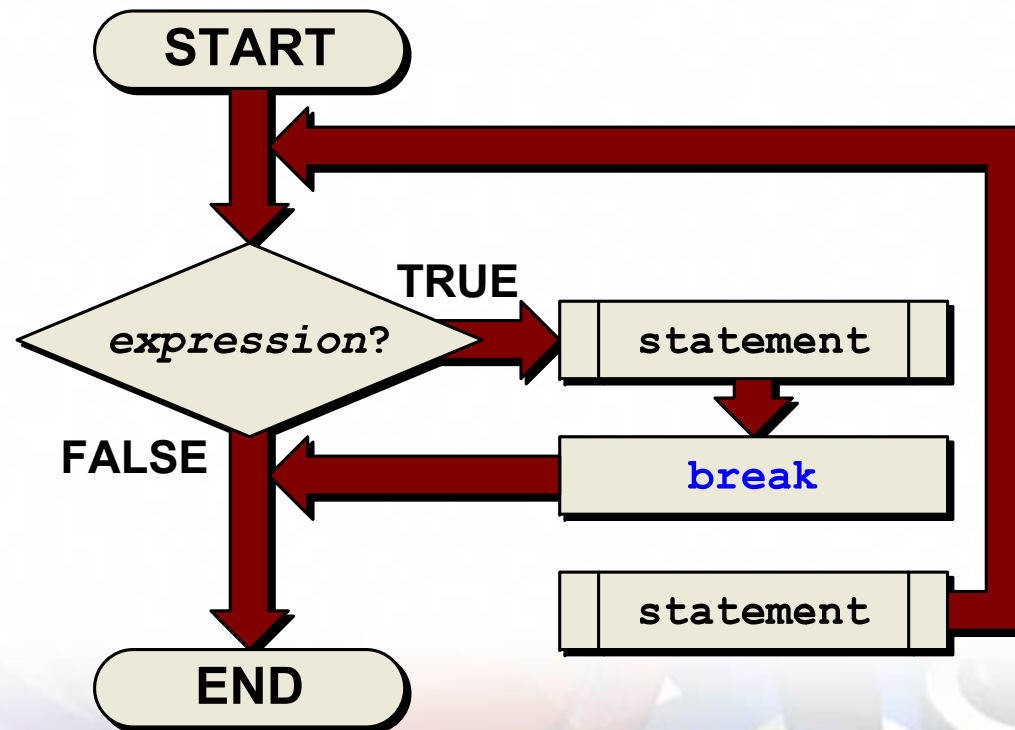 START
TRUE
expression?
statement
FALSE
break
statement
END